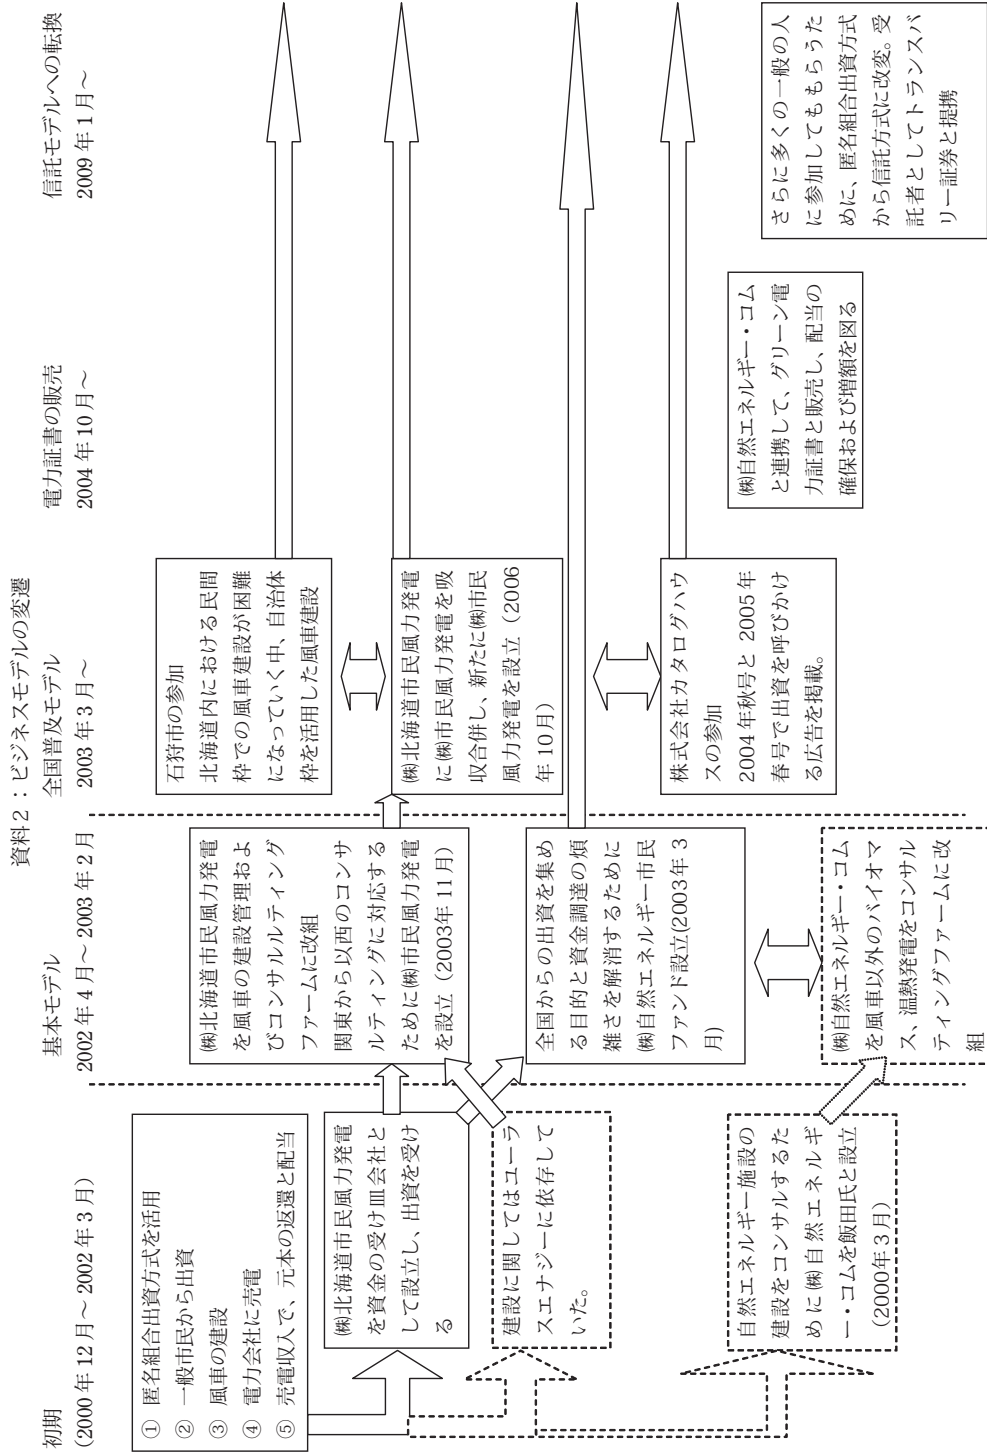 資料2:ビジネスモデルの変遷
初期
(2000年12月~2002年3月)
基本モデル
2002年4月~2003年2月
全国普及モデル
2003年3月~
電力証書の販売
2004年10月~
信託モデルへの転換
2009年1月~
① 匿名組合出資方式を活用
② 一般市民から出資
③ 風車の建設
④ 電力会社に売電
⑤ 売電収入で、元本の返還と配当
㈱北海道市民風力発電
を資金の受け皿会社と
して設立し、出資を受け
る
建設に関してはユーラ
スエナジーに依存して
いた。
自然エネルギー施設の
建設をコンサルするた
めに㈱自然エネルギ
ー・コムを飯田氏と設立
(2000年3月)
㈱北海道市民風力発電
を風車の建設管理およ
びコンサルルティング
ファームに改組
関東から以西のコンサ
ルティングに対応する
ために㈱市民風力発電
を設立(2003年11月)
全国からの出資を集め
る目的と資金調達の煩
雑さを解消するために
㈱自然エネルギー市民
ファンド設立(2003年3
月)
㈱自然エネルギー・コム
を風車以外のバイオマ
ス、温熱発電をコンサル
ティングファームに改
組
石狩市の参加
北海道内における民間
枠での風車建設が困難
になっていく中、自治体
枠を活用した風車建設
㈱北海道市民風力発電
に㈱市民風力発電を吸
収合併し、新たに㈱市民
風力発電を設立(2006
年10月)
株式会社カタログハウ
スの参加
2004年秋号と2005年
春号で出資を呼びかけ
る広告を掲載。
㈱自然エネルギー・コム
と連携して、グリーン電
力証書と販売し、配当の
確保および増額を図る
さらに多くの一般の人
に参加してももらうた
めに、匿名組合出資方式
から信託方式に改変。受
託者としてトランスバ
リー証券と提携